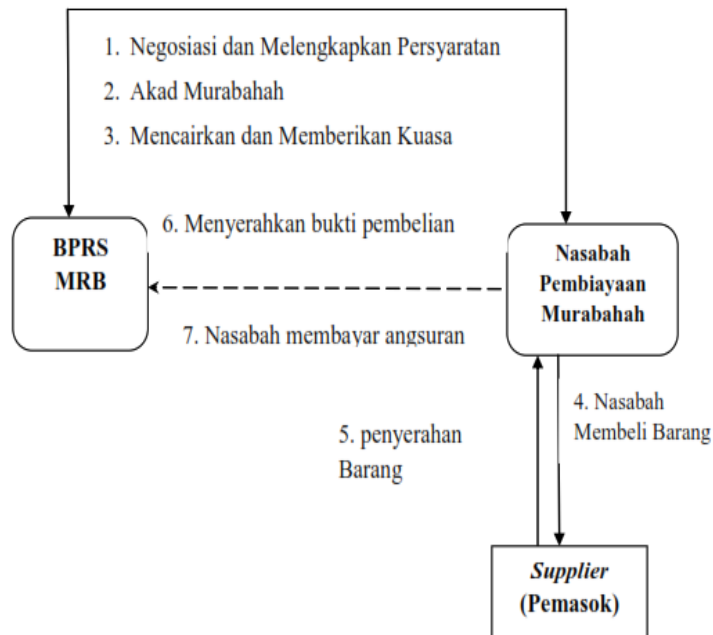 1. Negosiasi dan Melengkapkan Persyaratan
2. Akad Murabahah
3. Mencairkan dan Memberikan Kuasa
6. Menyerahkan bukti pembelian
BPRS
MRB
Nasabah
Pembiayaan
Murabahah
7. Nasabah membayar angsuran
4. Nasabah
Membeli Barang
5. penyerahan
Barang
Supplier
(Pemasok)